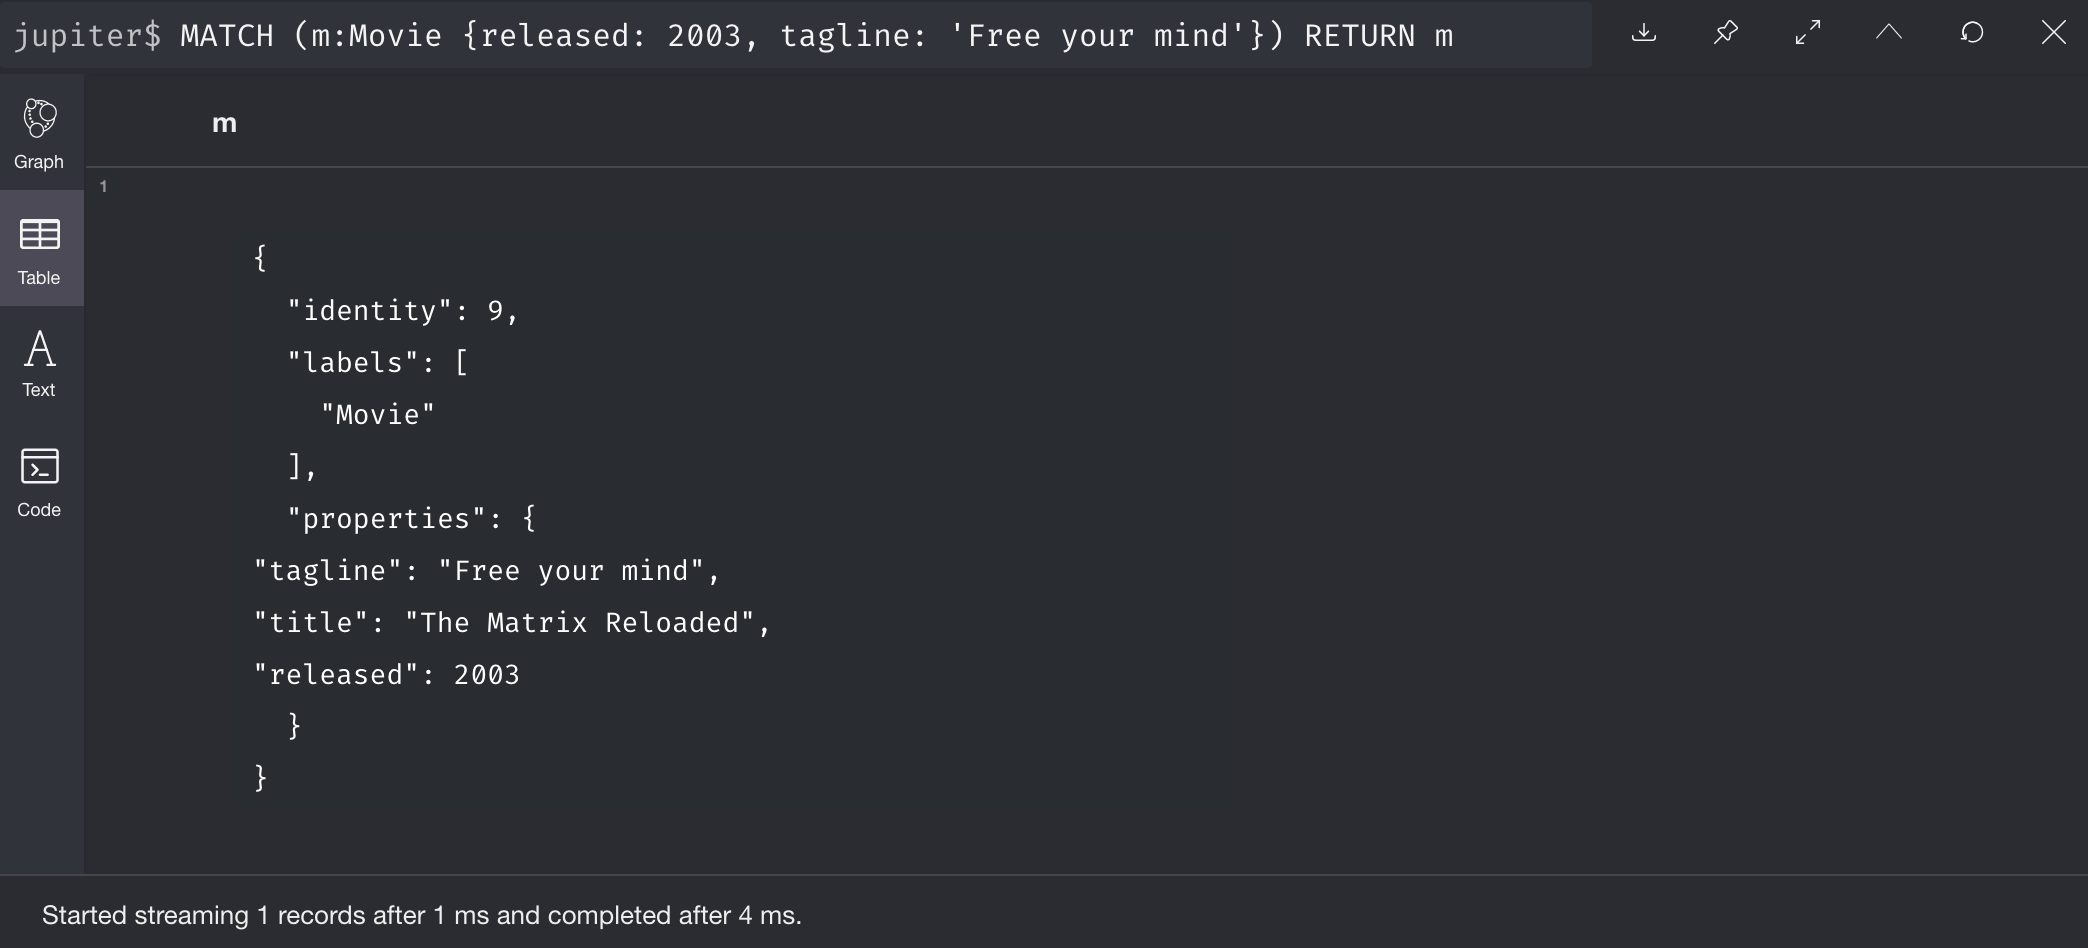 jupiter$ MATCH (m:Movie {released: 2003, tagline: 'Free your mind'}) RETURN m
m
Graph
Table
Text
Code
1
{
  "identity": 9,
  "labels": [
    "Movie"
  ],
  "properties": {
"tagline": "Free your mind",
"title": "The Matrix Reloaded",
"released": 2003
  }
}
Started streaming 1 records after 1 ms and completed after 4 ms.